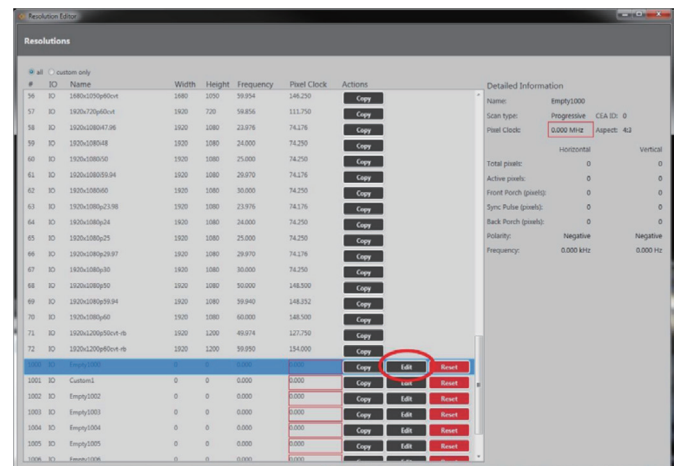 Resolution Editor
Resolutions
all custom only
# IO Name Width Height Frequency Pixel Clock Actions
56 IO 1680x1050p60cvt 1680 1050 59.954 146.250 Copy
57 IO 1920x720p60cvt 1920 720 59.856 111.750 Copy
58 IO 1920x1080i47.96 1920 1080 23.976 74.176 Copy
59 IO 1920x1080i48 1920 1080 24.000 74.250 Copy
60 IO 1920x1080i50 1920 1080 25.000 74.250 Copy
61 IO 1920x1080i59.94 1920 1080 29.970 74.176 Copy
62 IO 1920x1080i60 1920 1080 30.000 74.250 Copy
63 IO 1920x1080p23.98 1920 1080 23.976 74.176 Copy
64 IO 1920x1080p24 1920 1080 24.000 74.250 Copy
65 IO 1920x1080p25 1920 1080 25.000 74.250 Copy
66 IO 1920x1080p29.97 1920 1080 29.970 74.176 Copy
67 IO 1920x1080p30 1920 1080 30.000 74.250 Copy
68 IO 1920x1080p50 1920 1080 50.000 148.500 Copy
69 IO 1920x1080p59.94 1920 1080 59.940 148.352 Copy
70 IO 1920x1080p60 1920 1080 60.000 148.500 Copy
71 IO 1920x1200p50cvt-rb 1920 1200 49.974 127.750 Copy
72 IO 1920x1200p60cvt-rb 1920 1200 59.950 154.000 Copy
1000 IO Empty1000 0 0 0.000 0.000 Copy Edit Reset
1001 IO Custom1 0 0 0.000 0.000 Copy Edit Reset
1002 IO Empty1002 0 0 0.000 0.000 Copy Edit Reset
1003 IO Empty1003 0 0 0.000 0.000 Copy Edit Reset
1004 IO Empty1004 0 0 0.000 0.000 Copy Edit Reset
1005 IO Empty1005 0 0 0.000 0.000 Copy Edit Reset
1006 IO Empty1006 0 0 0.000 0.000 Copy Edit Reset
Detailed Information
Name: Empty1000
Scan type: Progressive CEA ID: 0
Pixel Clock: 0.000 MHz Aspect: 4:3
Horizontal Vertical
Total pixels: 0 0
Active pixels: 0 0
Front Porch (pixels): 0 0
Sync Pulse (pixels): 0 0
Back Porch (pixels): 0 0
Polarity: Negative Negative
Frequency: 0.000 kHz 0.000 Hz